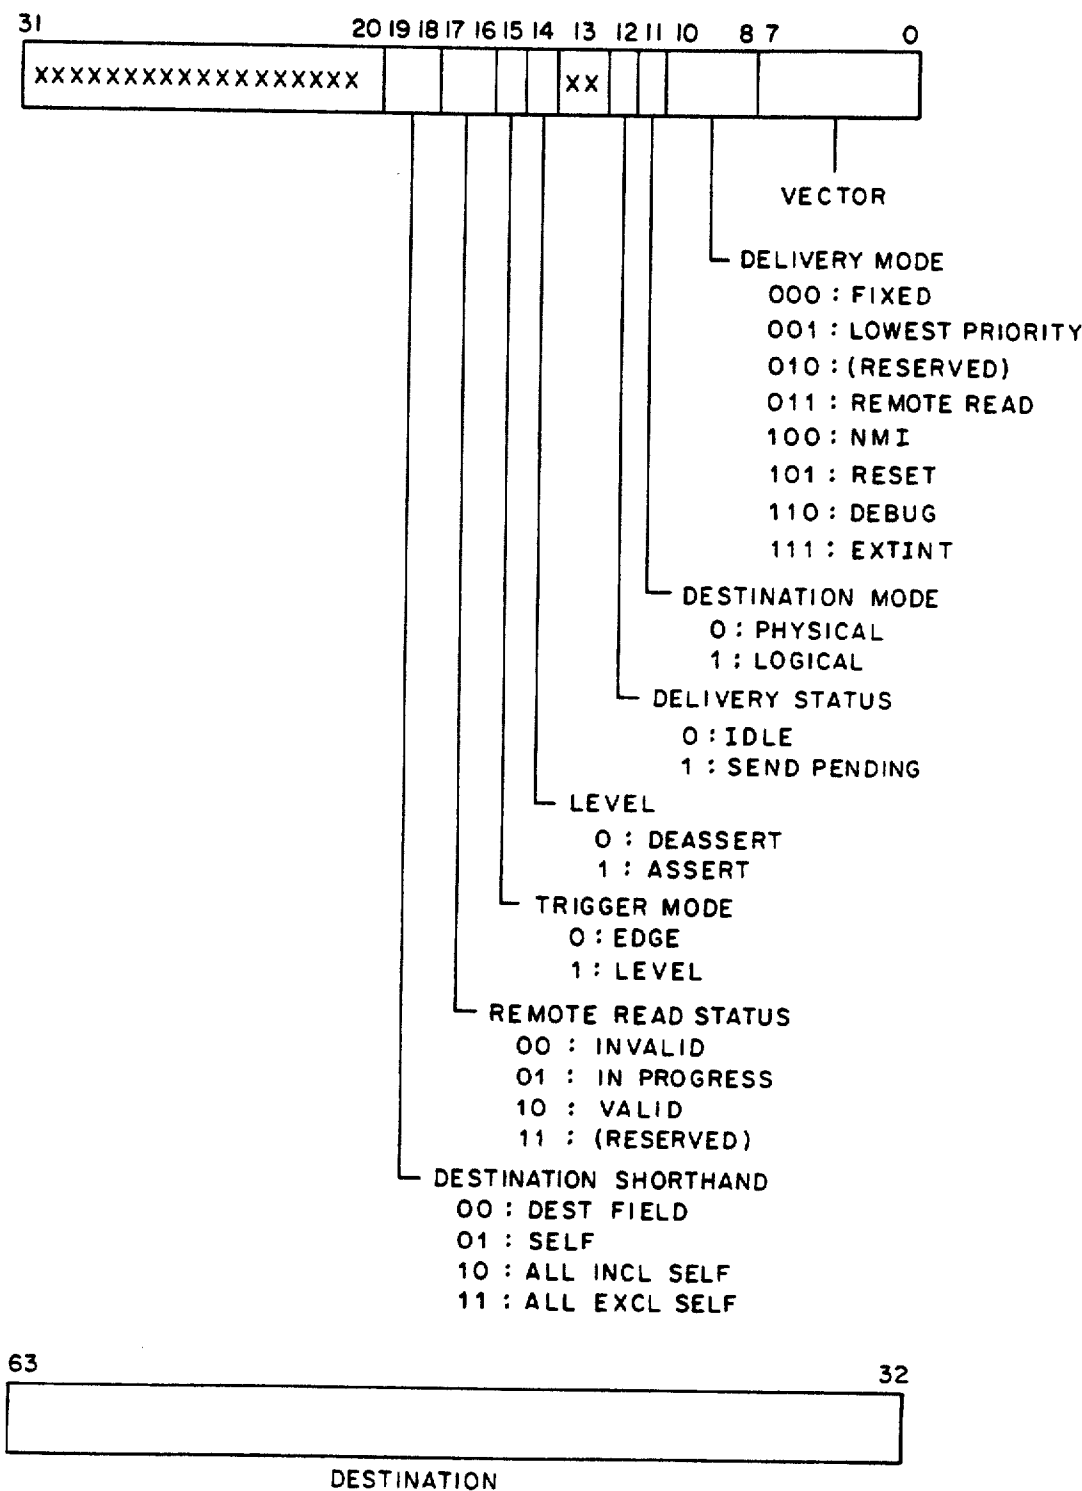 31 20 19 18 17 16 15 14 13 12 11 10 8 7 0
XXXXXXXXXXXXXXXXXX XX
VECTOR
DELIVERY MODE
000 : FIXED
001 : LOWEST PRIORITY
010 : (RESERVED)
011 : REMOTE READ
100 : NMI
101 : RESET
110 : DEBUG
111 : EXTINT
DESTINATION MODE
0 : PHYSICAL
1 : LOGICAL
DELIVERY STATUS
0 : IDLE
1 : SEND PENDING
LEVEL
0 : DEASSERT
1 : ASSERT
TRIGGER MODE
0 : EDGE
1 : LEVEL
REMOTE READ STATUS
00 : INVALID
01 : IN PROGRESS
10 : VALID
11 : (RESERVED)
DESTINATION SHORTHAND
00 : DEST FIELD
01 : SELF
10 : ALL INCL SELF
11 : ALL EXCL SELF
63 32
DESTINATION